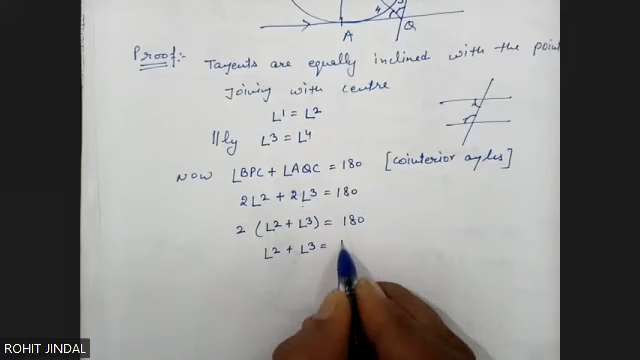 A
Q
Proof:-
Tangents are equally inclined with the point
Joining with centre
∠1 = ∠2
||ly ∠3 = ∠4
NOW ∠BPC + ∠AQC = 180 [cointerior angles]
2∠2 + 2∠3 = 180
2 (∠2 + ∠3) = 180
∠2 + ∠3 =
ROHIT JINDAL